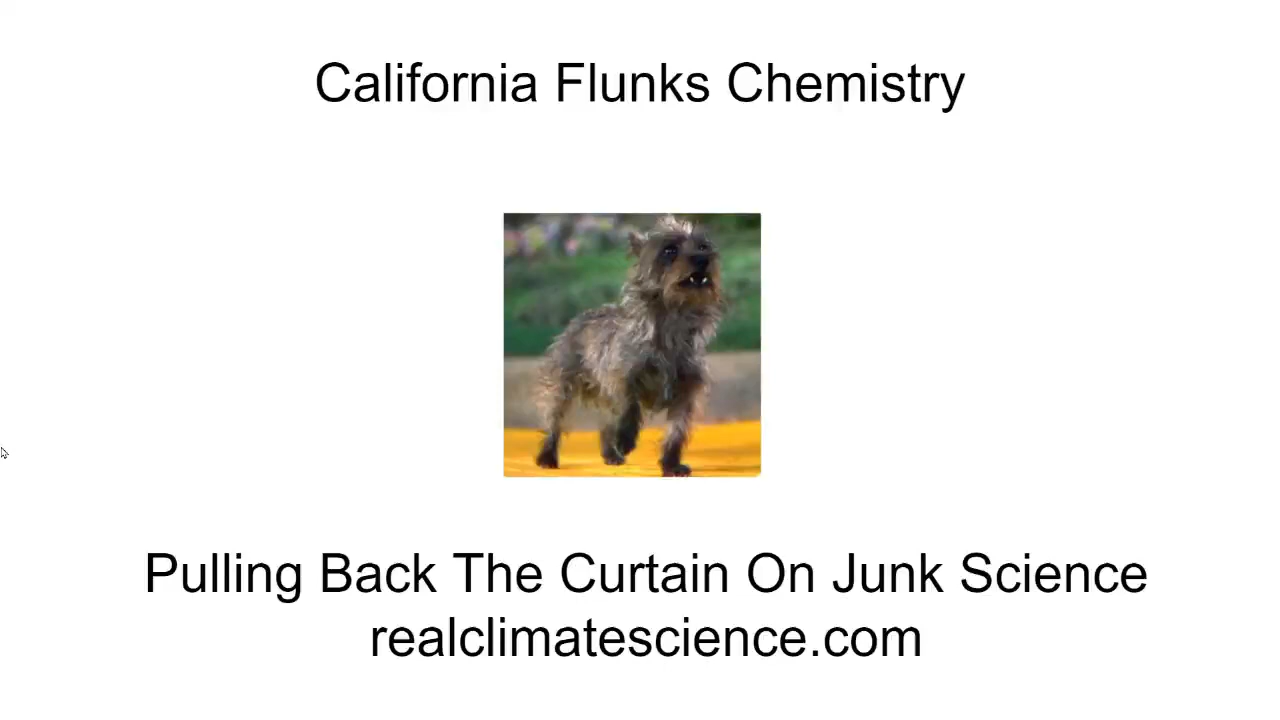 California Flunks Chemistry
Pulling Back The Curtain On Junk Science
realclimatescience.com